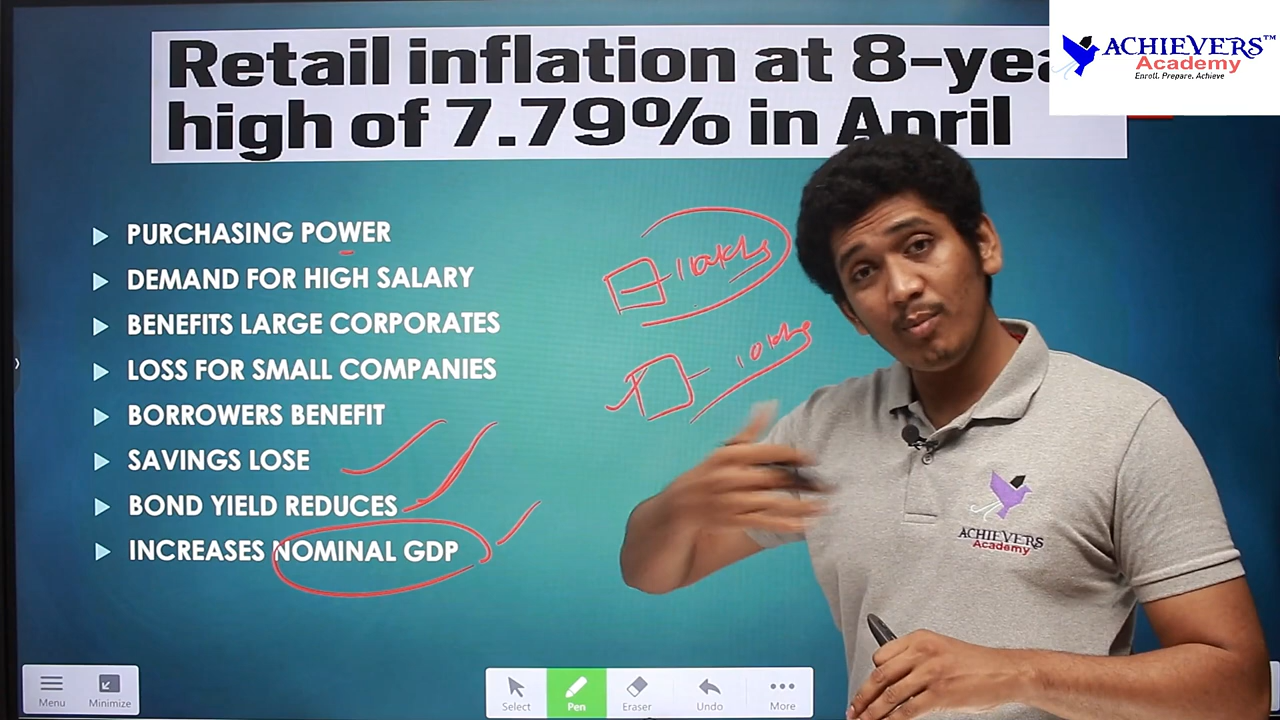 Retail inflation at 8-yea
high of 7.79% in April
ACHIEVERS™
Academy
Enroll. Prepare. Achieve
PURCHASING POWER
DEMAND FOR HIGH SALARY
BENEFITS LARGE CORPORATES
LOSS FOR SMALL COMPANIES
BORROWERS BENEFIT
SAVINGS LOSE
BOND YIELD REDUCES
INCREASES NOMINAL GDP
ACHIEVERS
Academy
Menu
Minimize
Select
Pen
Eraser
Undo
More